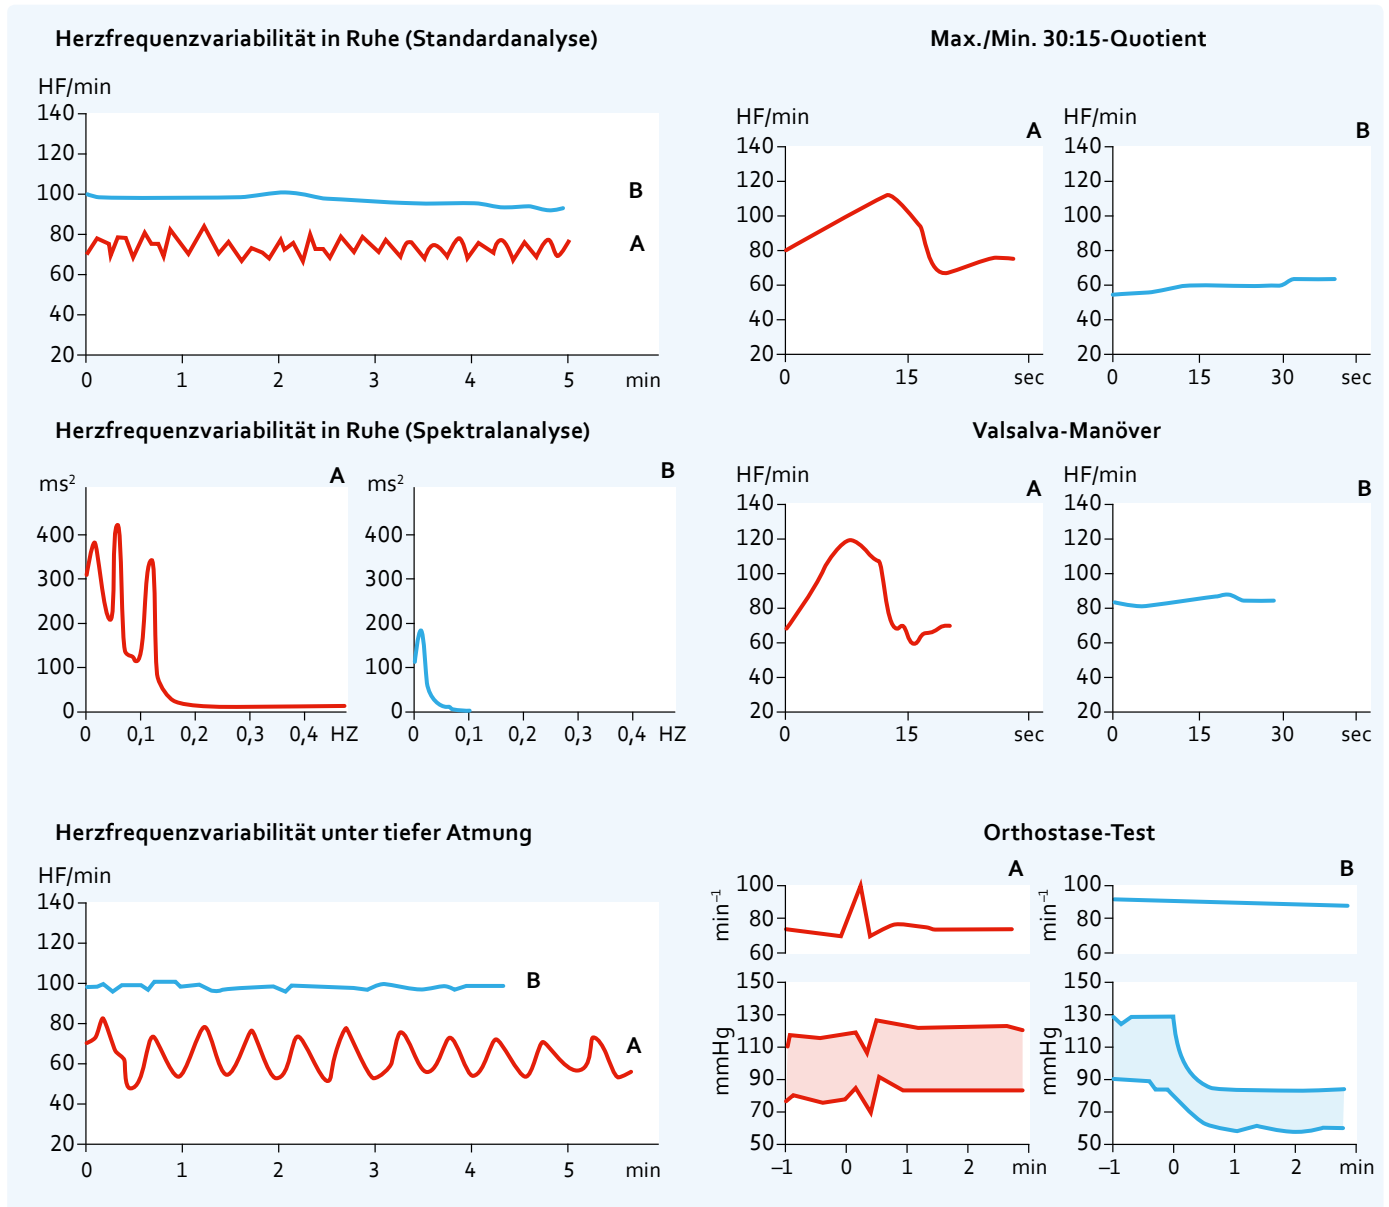 Herzfrequenzvariabilität in Ruhe (Standardanalyse)
HF/min
140
120
100
80
60
40
20
B
A
0 1 2 3 4 5 min
Max./Min. 30:15-Quotient
HF/min
A
140
120
100
80
60
40
20
0 15 sec
HF/min
B
140
120
100
80
60
40
20
0 15 30 sec
Herzfrequenzvariabilität in Ruhe (Spektralanalyse)
ms²
A
400
300
200
100
0
0 0,1 0,2 0,3 0,4 HZ
ms²
B
400
300
200
100
0
0 0,1 0,2 0,3 0,4 HZ
Valsalva-Manöver
HF/min
A
140
120
100
80
60
40
20
0 15 sec
HF/min
B
140
120
100
80
60
40
20
0 15 30 sec
Herzfrequenzvariabilität unter tiefer Atmung
HF/min
140
120
100
80
60
40
20
B
A
0 1 2 3 4 5 min
Orthostase-Test
A
min⁻¹
100
80
60
mmHg
150
130
110
90
70
50
–1 0 1 2 min
B
min⁻¹
100
80
60
mmHg
150
130
110
90
70
50
–1 0 1 2 min